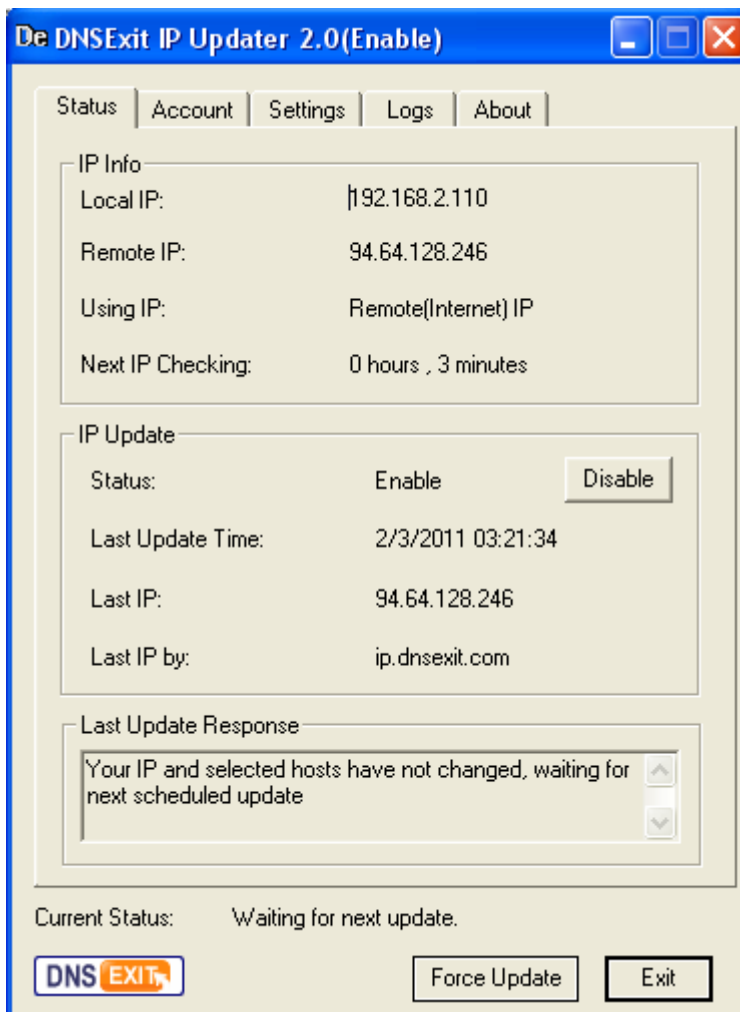 De DNSExit IP Updater 2.0(Enable)
Status Account Settings Logs About
IP Info
Local IP: 192.168.2.110
Remote IP: 94.64.128.246
Using IP: Remote(Internet) IP
Next IP Checking: 0 hours , 3 minutes
IP Update
Status: Enable Disable
Last Update Time: 2/3/2011 03:21:34
Last IP: 94.64.128.246
Last IP by: ip.dnsexit.com
Last Update Response
Your IP and selected hosts have not changed, waiting for
next scheduled update
Current Status: Waiting for next update.
DNS EXIT Force Update Exit